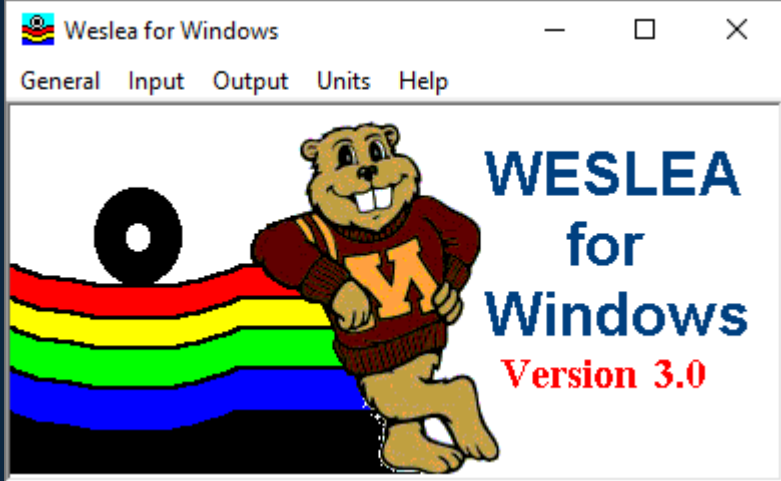 Weslea for Windows
General Input Output Units Help
WESLEA
for
Windows
Version 3.0